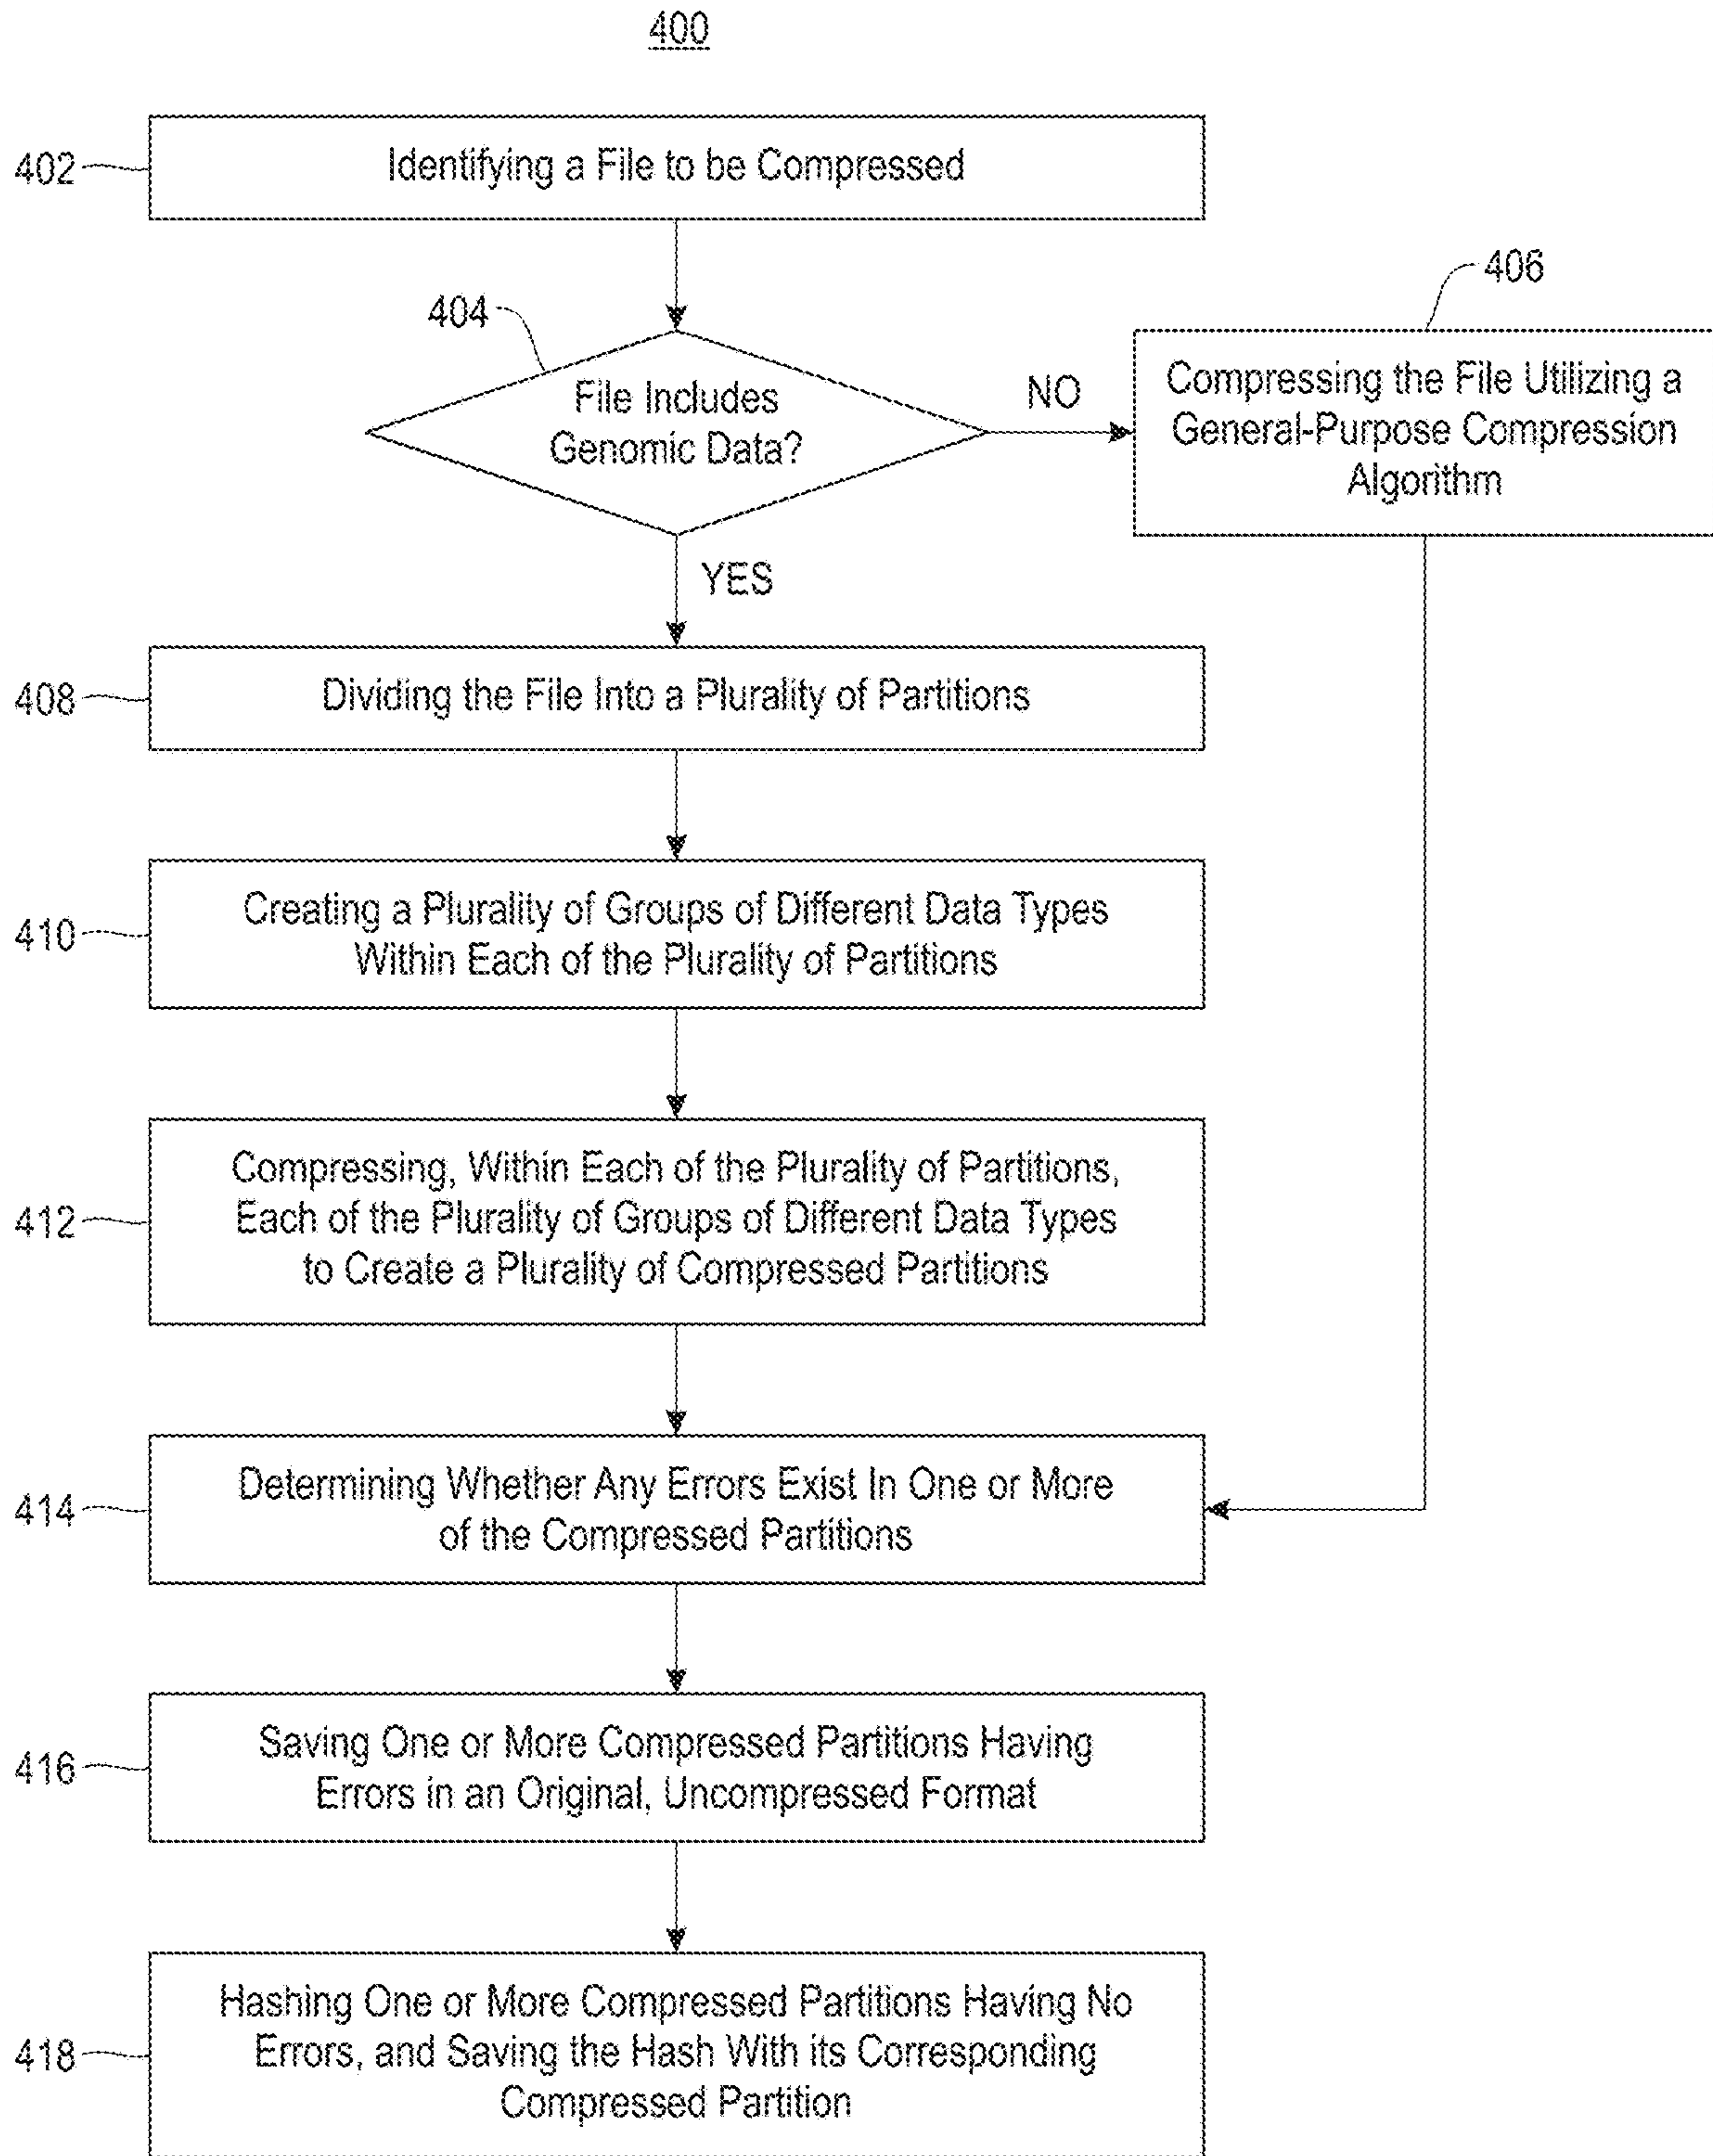 400
402
Identifying a File to be Compressed
404
File Includes
Genomic Data?
NO
406
Compressing the File Utilizing a
General-Purpose Compression
Algorithm
YES
408
Dividing the File Into a Plurality of Partitions
410
Creating a Plurality of Groups of Different Data Types
Within Each of the Plurality of Partitions
412
Compressing, Within Each of the Plurality of Partitions,
Each of the Plurality of Groups of Different Data Types
to Create a Plurality of Compressed Partitions
414
Determining Whether Any Errors Exist In One or More
of the Compressed Partitions
416
Saving One or More Compressed Partitions Having
Errors in an Original, Uncompressed Format
418
Hashing One or More Compressed Partitions Having No
Errors, and Saving the Hash With its Corresponding
Compressed Partition